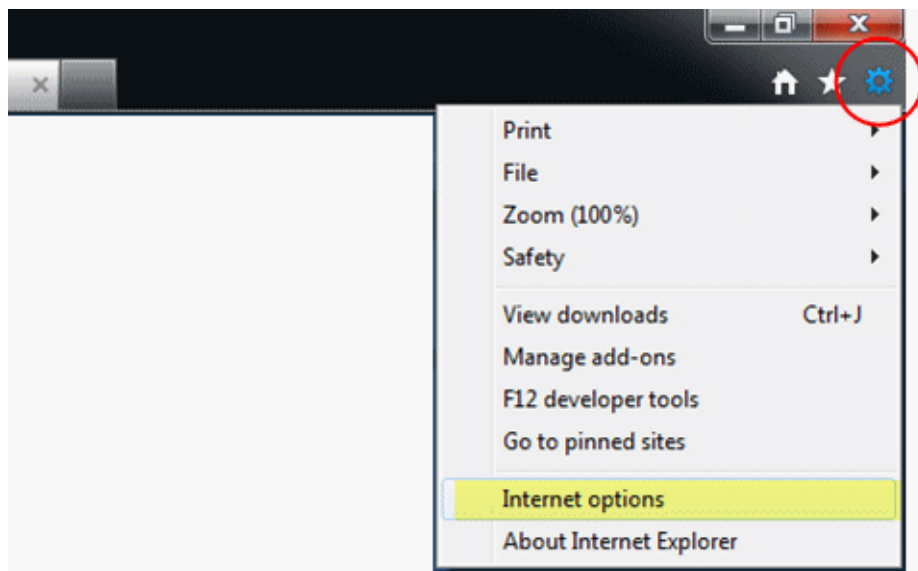 Print
File
Zoom (100%)
Safety
View downloads Ctrl+J
Manage add-ons
F12 developer tools
Go to pinned sites
Internet options
About Internet Explorer